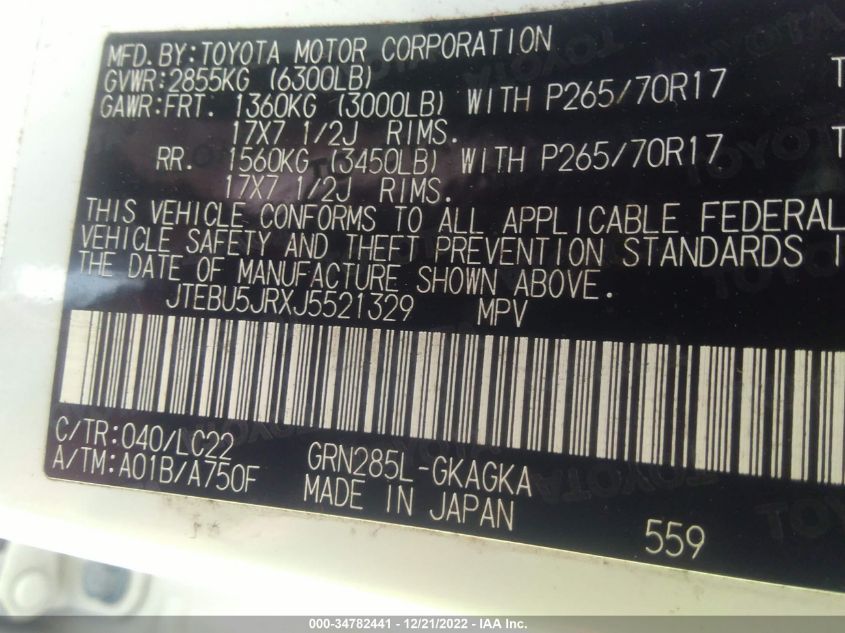 MFD.BY:TOYOTA MOTOR CORPORATION
GVWR:2855KG (6300LB)
GAWR:FRT. 1360KG (3000LB) WITH P265/70R17 T
17X7 1/2J RIMS.
RR. 1560KG (3450LB) WITH P265/70R17 T
17X7 1/2J RIMS.
THIS VEHICLE CONFORMS TO ALL APPLICABLE FEDERAL
VEHICLE SAFETY AND THEFT PREVENTION STANDARDS I
THE DATE OF MANUFACTURE SHOWN ABOVE.
JTEBU5JRXJ5521329 MPV
C/TR:040/LC22
A/TM:A01B/A750F
GRN285L-GKAGKA
MADE IN JAPAN
559
000-34782441 - 12/21/2022 - IAA Inc.